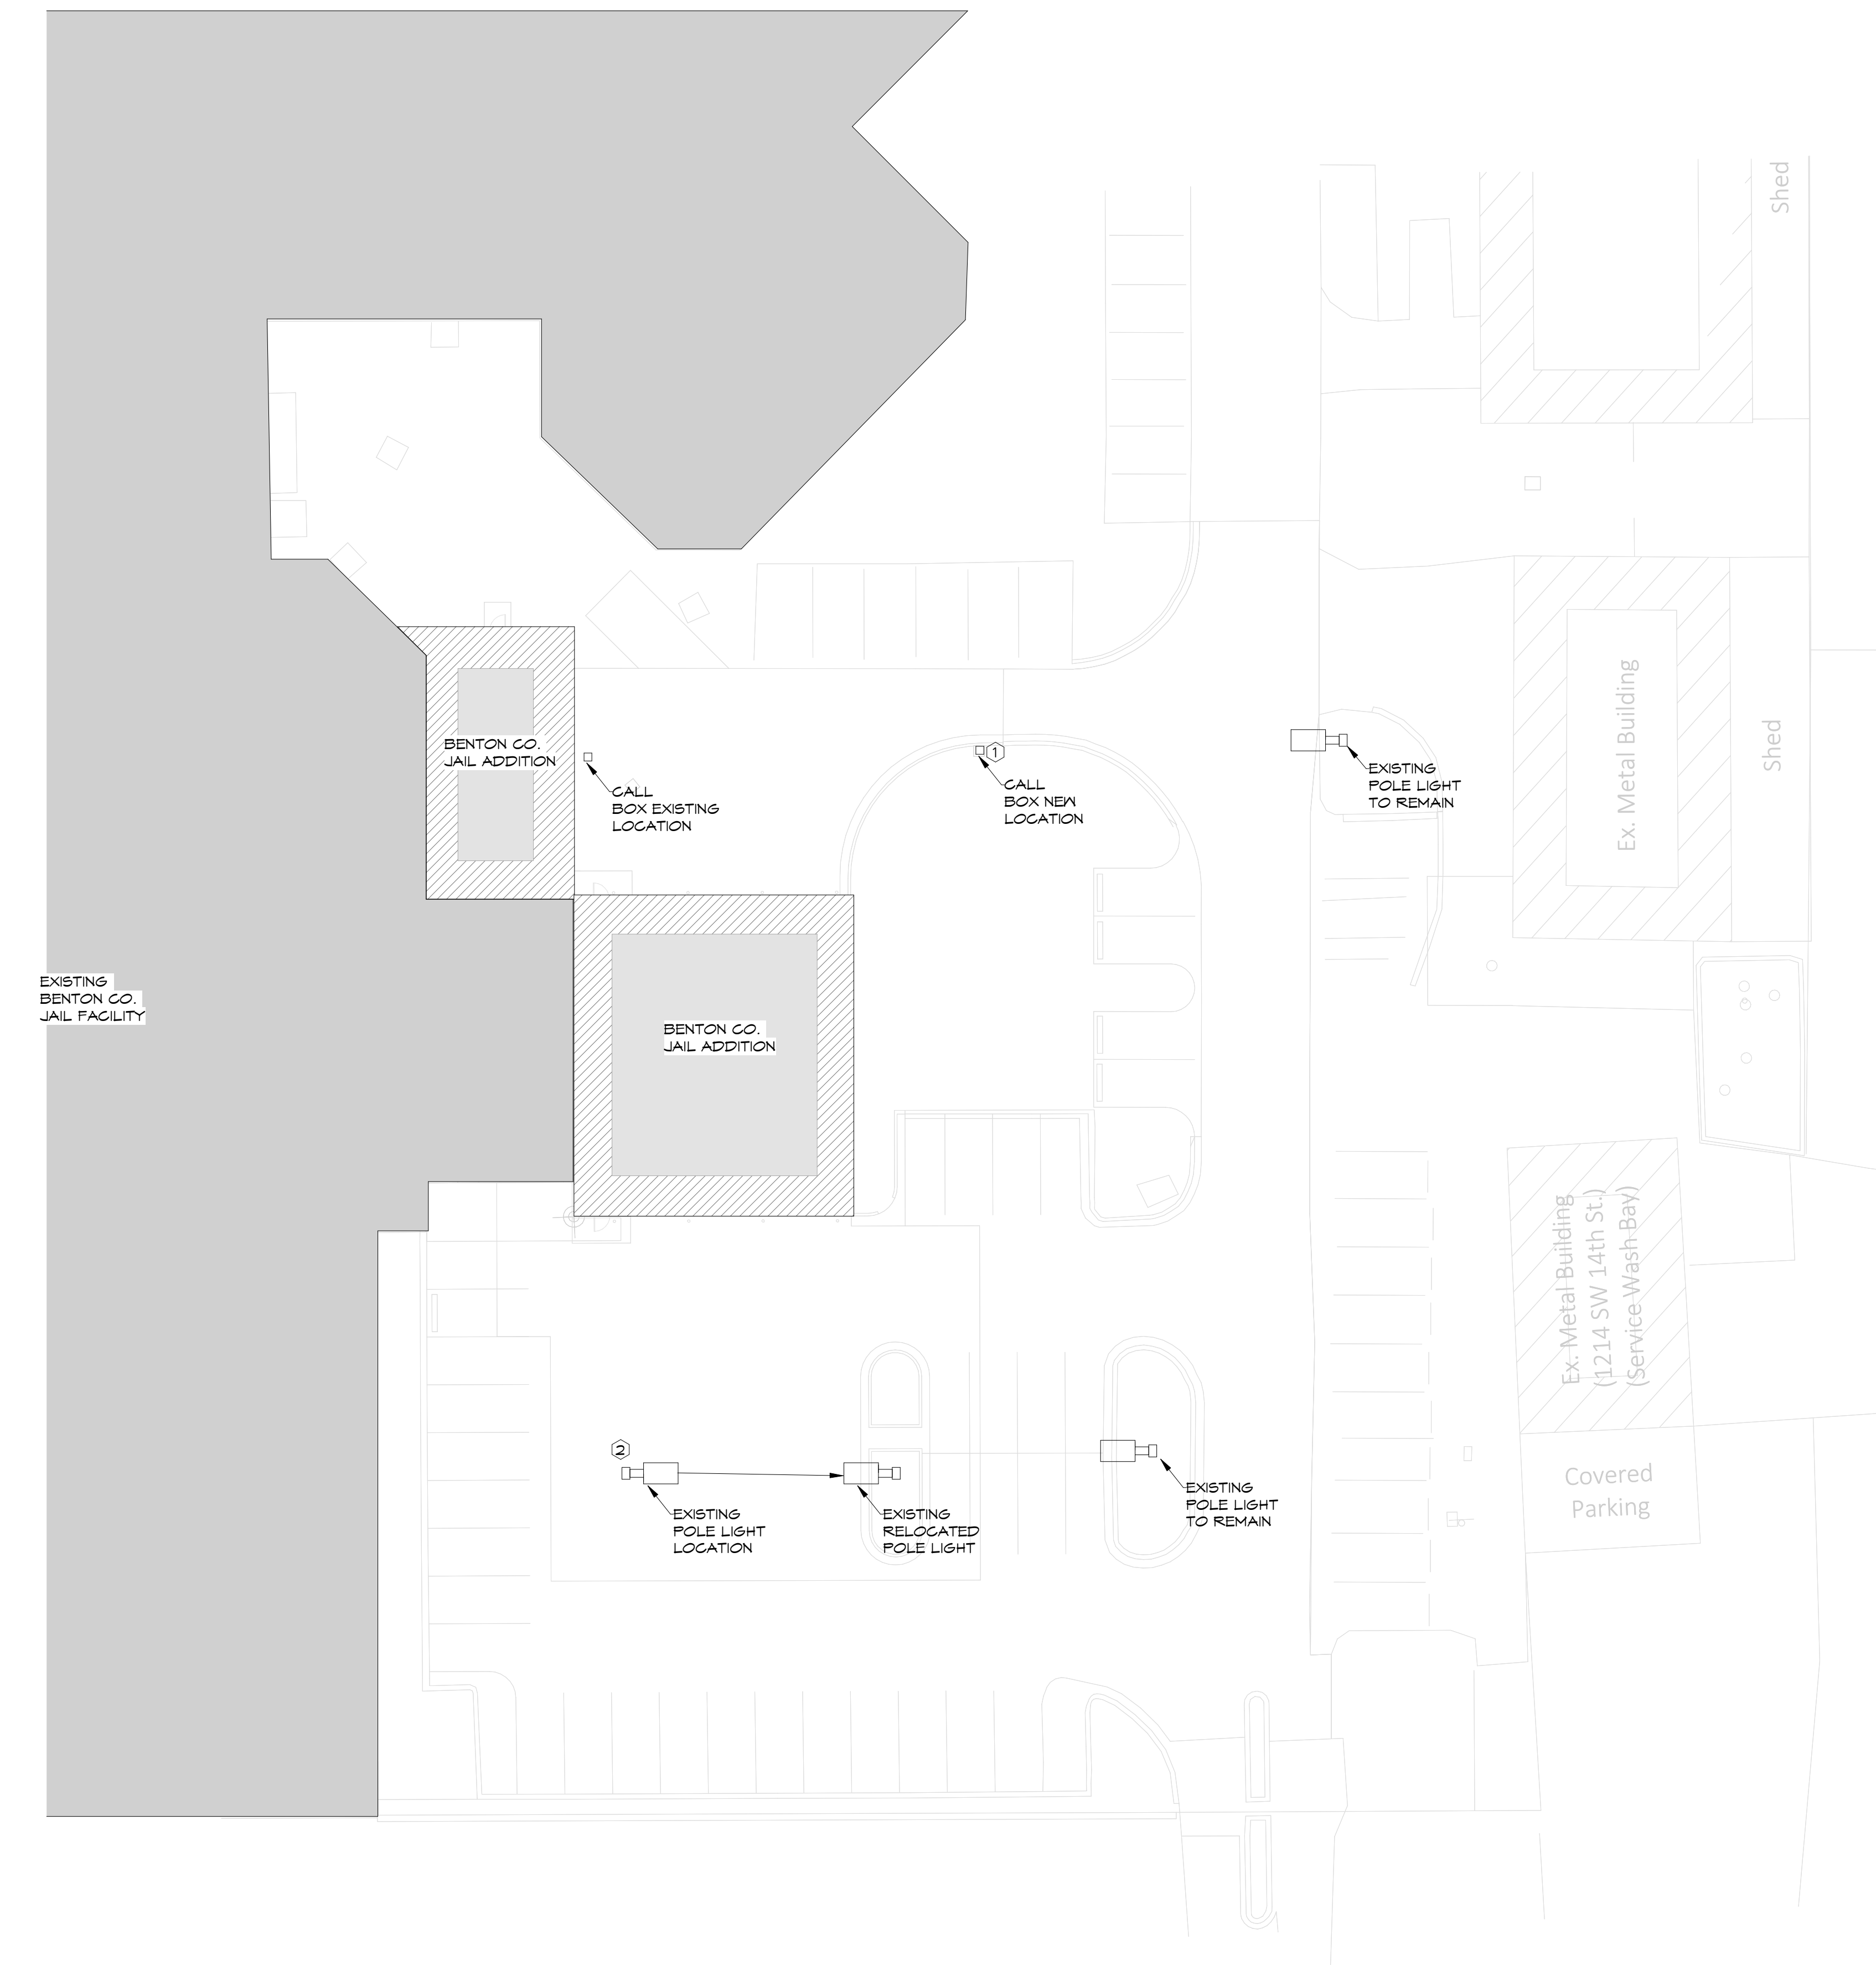 Shed
BENTON CO.
JAIL ADDITION
CALL
BOX EXISTING
LOCATION
1
CALL
BOX NEW
LOCATION
EXISTING
POLE LIGHT
TO REMAIN
Ex. Metal Building
Shed
EXISTING
BENTON CO.
JAIL FACILITY
BENTON CO.
JAIL ADDITION
Ex. Metal Building
(1214 SW 14th St.)
(Service Wash Bay)
2
EXISTING
POLE LIGHT
LOCATION
EXISTING
RELOCATED
POLE LIGHT
EXISTING
POLE LIGHT
TO REMAIN
Covered
Parking